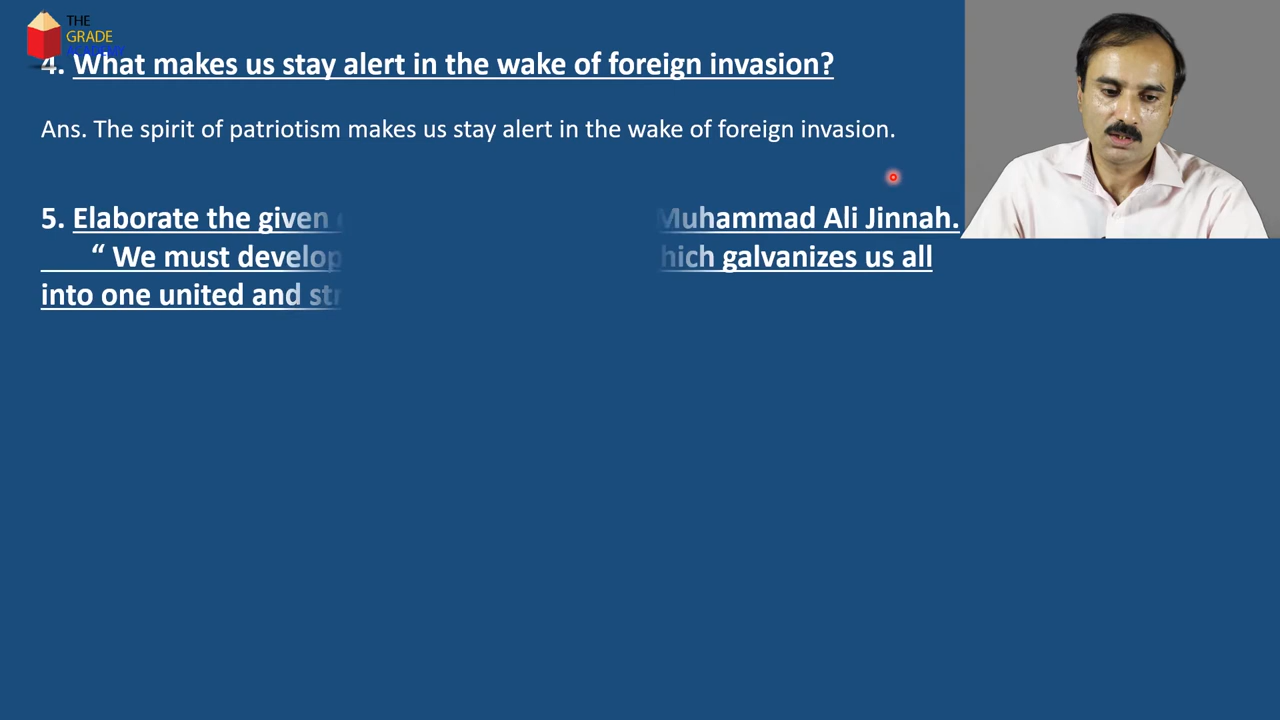 THE
GRADE
ACADEMY
4. What makes us stay alert in the wake of foreign invasion?
Ans. The spirit of patriotism makes us stay alert in the wake of foreign invasion.
5. Elaborate the given Muhammad Ali Jinnah.
“ We must develop galvanizes us all
into one united and